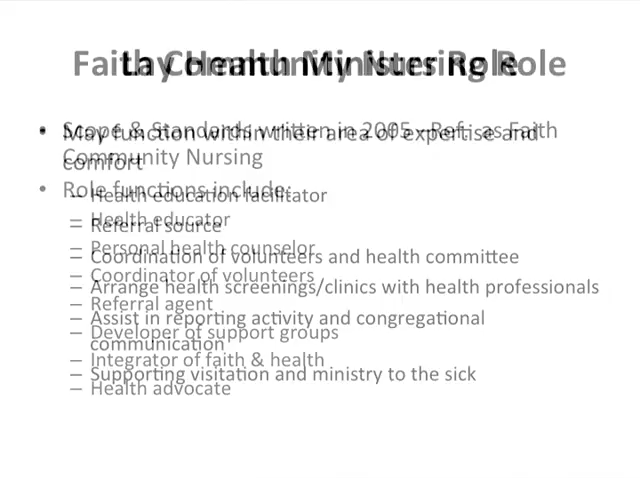 Faith Community Nursing Role
Lay Health Minister Role
• Scope & Standards written in 2005 - Ref. as Faith
Community Nursing
• Role functions include:
– Health educator
– Personal health counselor
– Coordinator of volunteers
– Referral agent
– Developer of support groups
– Integrator of faith & health
– Health advocate
• May function within their area of expertise and
comfort
– Health education facilitator
– Referral source
– Coordination of volunteers and health committee
– Arrange health screenings/clinics with health professionals
– Assist in reporting activity and congregational
communication
– Supporting visitation and ministry to the sick